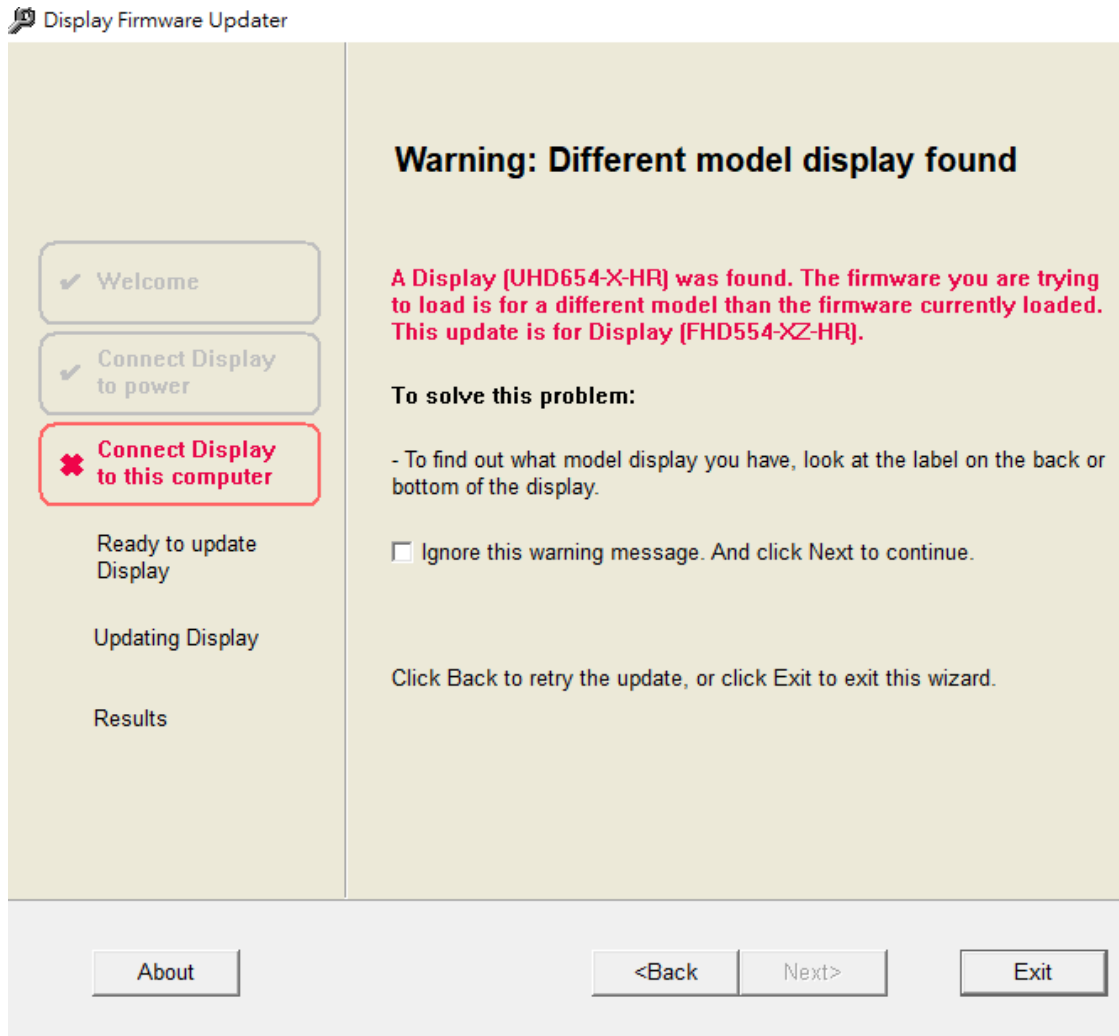 Display Firmware Updater
Warning: Different model display found
✔ Welcome
✔ Connect Display
to power
✖ Connect Display
to this computer
Ready to update
Display
Updating Display
Results
A Display (UHD654-X-HR) was found. The firmware you are trying
to load is for a different model than the firmware currently loaded.
This update is for Display (FHD554-XZ-HR).
To solve this problem:
- To find out what model display you have, look at the label on the back or
bottom of the display.
Ignore this warning message. And click Next to continue.
Click Back to retry the update, or click Exit to exit this wizard.
About
<Back
Next>
Exit